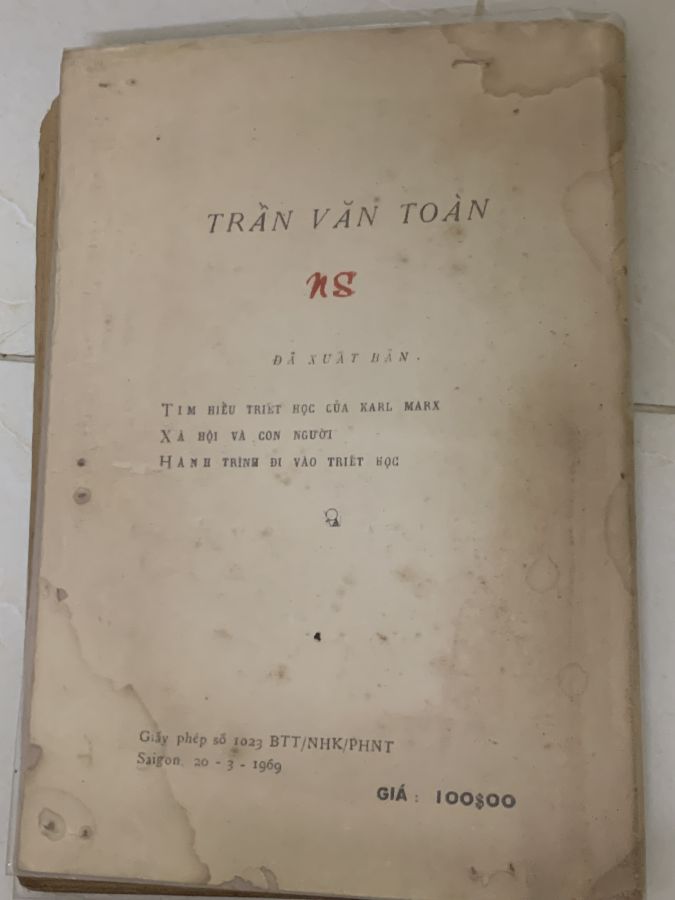 TRẦN VĂN TOÀN
NS
ĐÃ XUẤT BẢN.
TÌM HIỂU TRIẾT HỌC CỦA KARL MARX
XÃ HỘI VÀ CON NGƯỜI
HÀNH TRÌNH ĐI VÀO TRIẾT HỌC
Giấy phép số 1023 BTT/NHK/PHNT
Saigon, 20 - 3 - 1969
GIÁ : 100$00